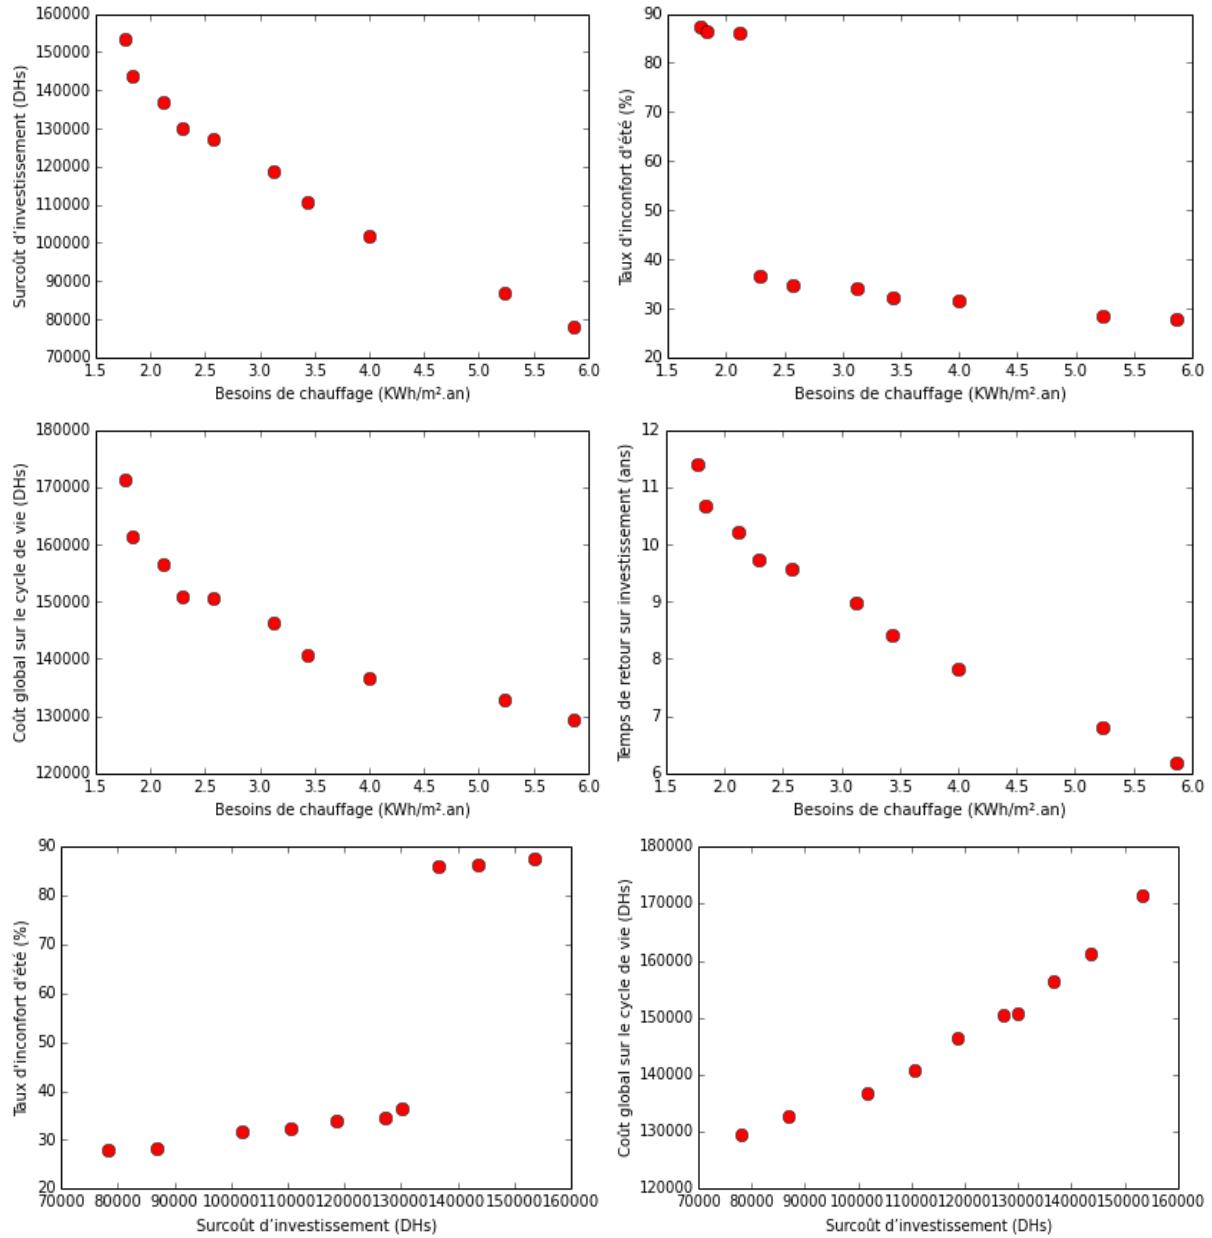 160000
150000
140000
130000
120000
110000
100000
90000
80000
70000
Surcoût d'investissement (DHs)
1.5 2.0 2.5 3.0 3.5 4.0 4.5 5.0 5.5 6.0
Besoins de chauffage (KWh/m².an)
90
80
70
60
50
40
30
20
Taux d'inconfort d'été (%)
1.5 2.0 2.5 3.0 3.5 4.0 4.5 5.0 5.5 6.0
Besoins de chauffage (KWh/m².an)
180000
170000
160000
150000
140000
130000
120000
Coût global sur le cycle de vie (DHs)
1.5 2.0 2.5 3.0 3.5 4.0 4.5 5.0 5.5 6.0
Besoins de chauffage (KWh/m².an)
12
11
10
9
8
7
6
Temps de retour sur investissement (ans)
1.5 2.0 2.5 3.0 3.5 4.0 4.5 5.0 5.5 6.0
Besoins de chauffage (KWh/m².an)
90
80
70
60
50
40
30
20
Taux d'inconfort d'été (%)
70000 80000 90000 100000 110000 120000 130000 140000 150000 160000
Surcoût d'investissement (DHs)
180000
170000
160000
150000
140000
130000
120000
Coût global sur le cycle de vie (DHs)
70000 80000 90000 100000 110000 120000 130000 140000 150000 160000
Surcoût d'investissement (DHs)